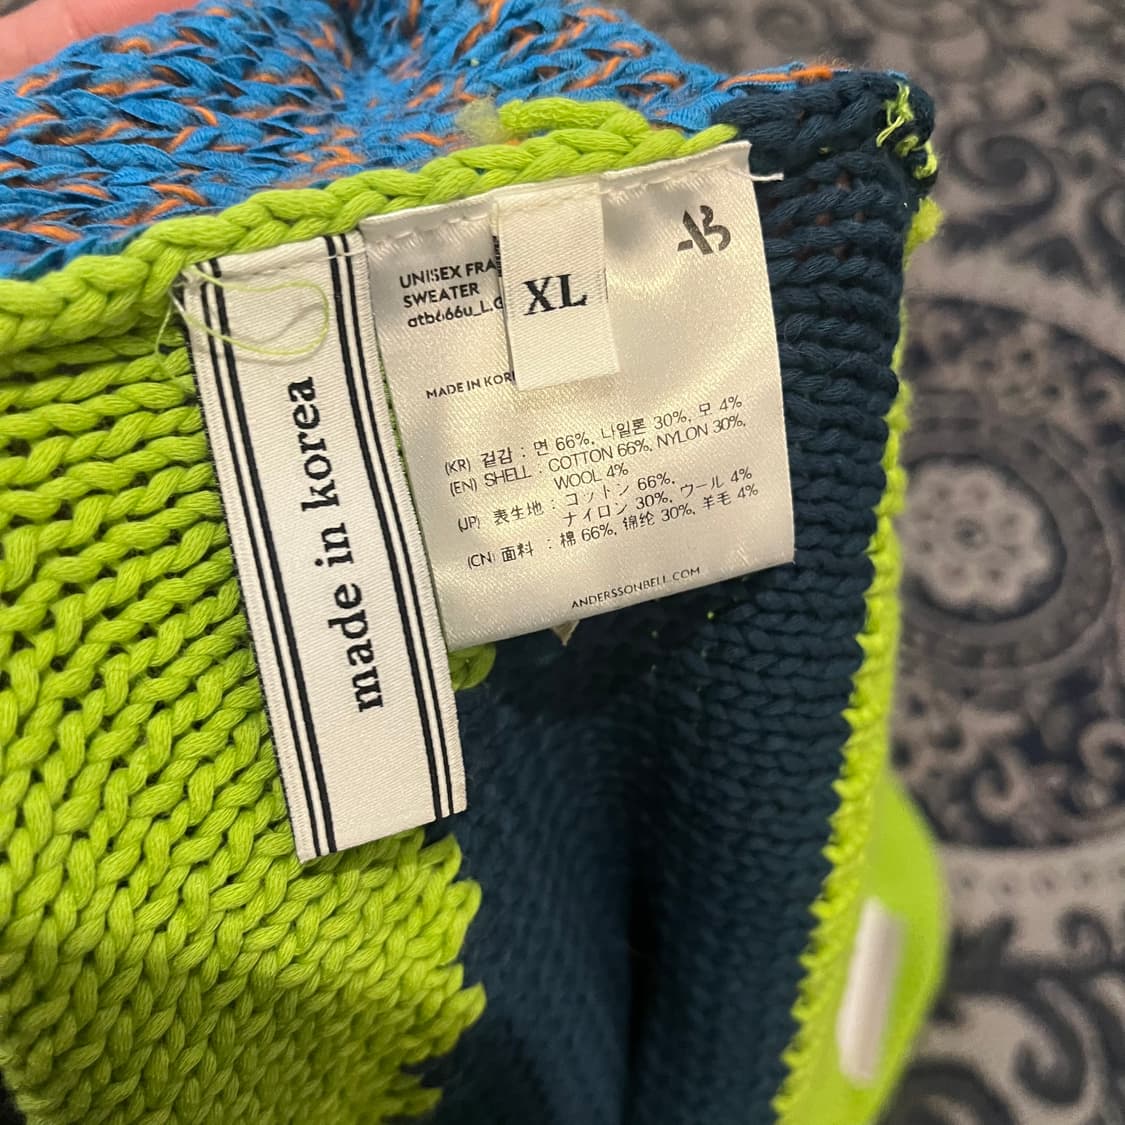 made in korea
UNISEX
SWEATER
XL
MADE IN
(KR) 겉감 : 면 66%, 나일론 30%, 모 4%
(EN) SHELL : COTTON 66%, NYLON 30%,
WOOL 4%
(JP) 表生地 : コットン 66%,
ナイロン 30%, ウール 4%
(CN) 面料 : 棉 66%, 锦纶 30%, 羊毛 4%
ANDERSSONBELL.COM